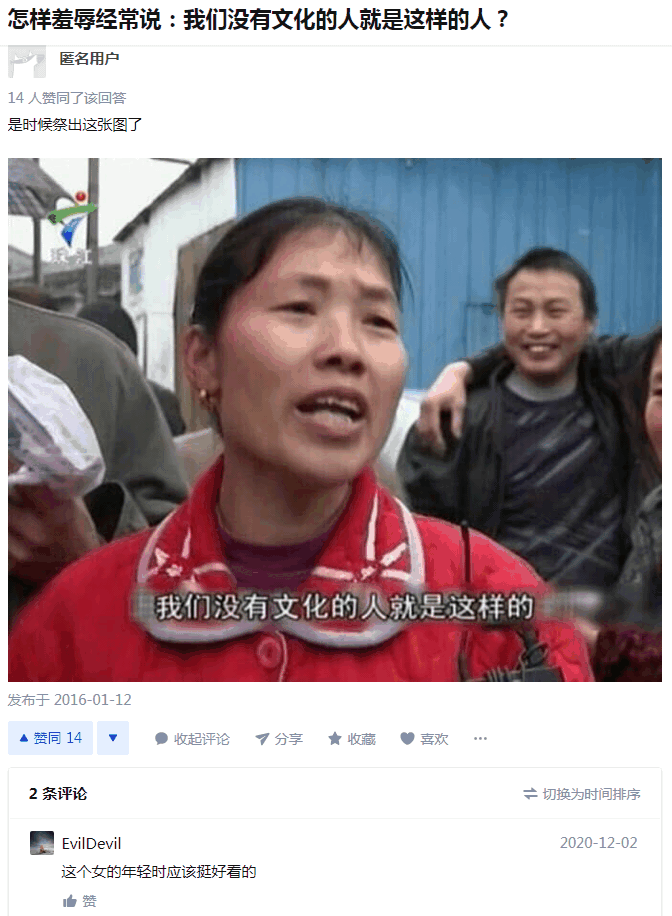 怎样羞辱经常说：我们没有文化的人就是这样的人？
匿名用户
14 人赞同了该回答
是时候祭出这张图了
珠江
我们没有文化的人就是这样的
发布于 2016-01-12
赞同 14
收起评论
分享
收藏
喜欢
2 条评论
切换为时间排序
EvilDevil
2020-12-02
这个女的年轻时应该挺好看的
赞